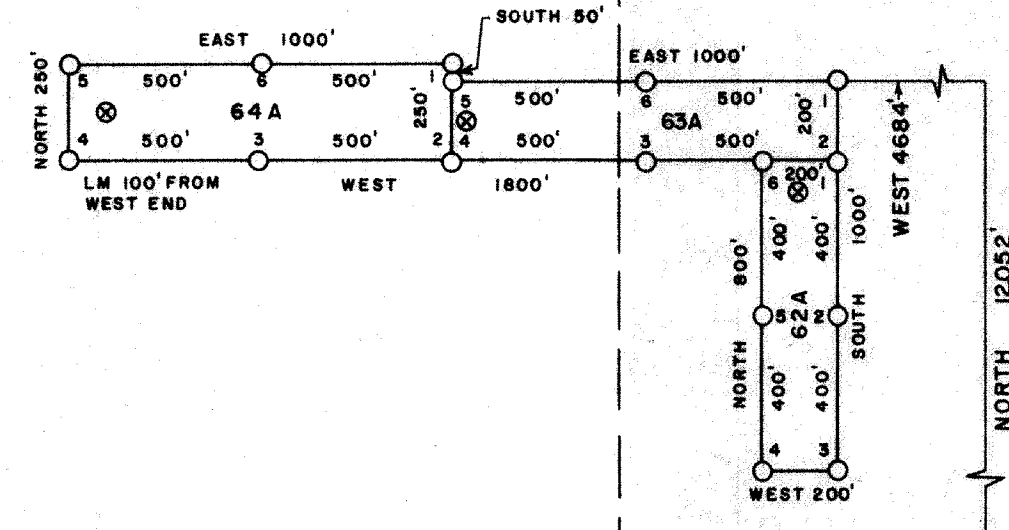 SOUTH 50'
EAST 1000'
EAST 1000'
NORTH 250'
5 500' 6 500' 1
64A
250'
5 500' 6 500' 1
63A
200'
4 500' 3 500' 2
4 500' 3 500' 2
LM 100' FROM
WEST END
WEST 1800'
6 200' 1
WEST 4684'
800'
400'
400'
1000'
5 2
62A
NORTH
SOUTH
400'
400'
4 3
WEST 200'
NORTH 12052'